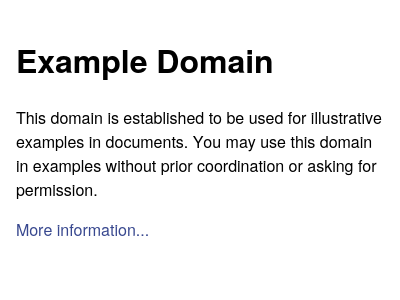 Example Domain
This domain is established to be used for illustrative
examples in documents. You may use this domain
in examples without prior coordination or asking for
permission.
More information...